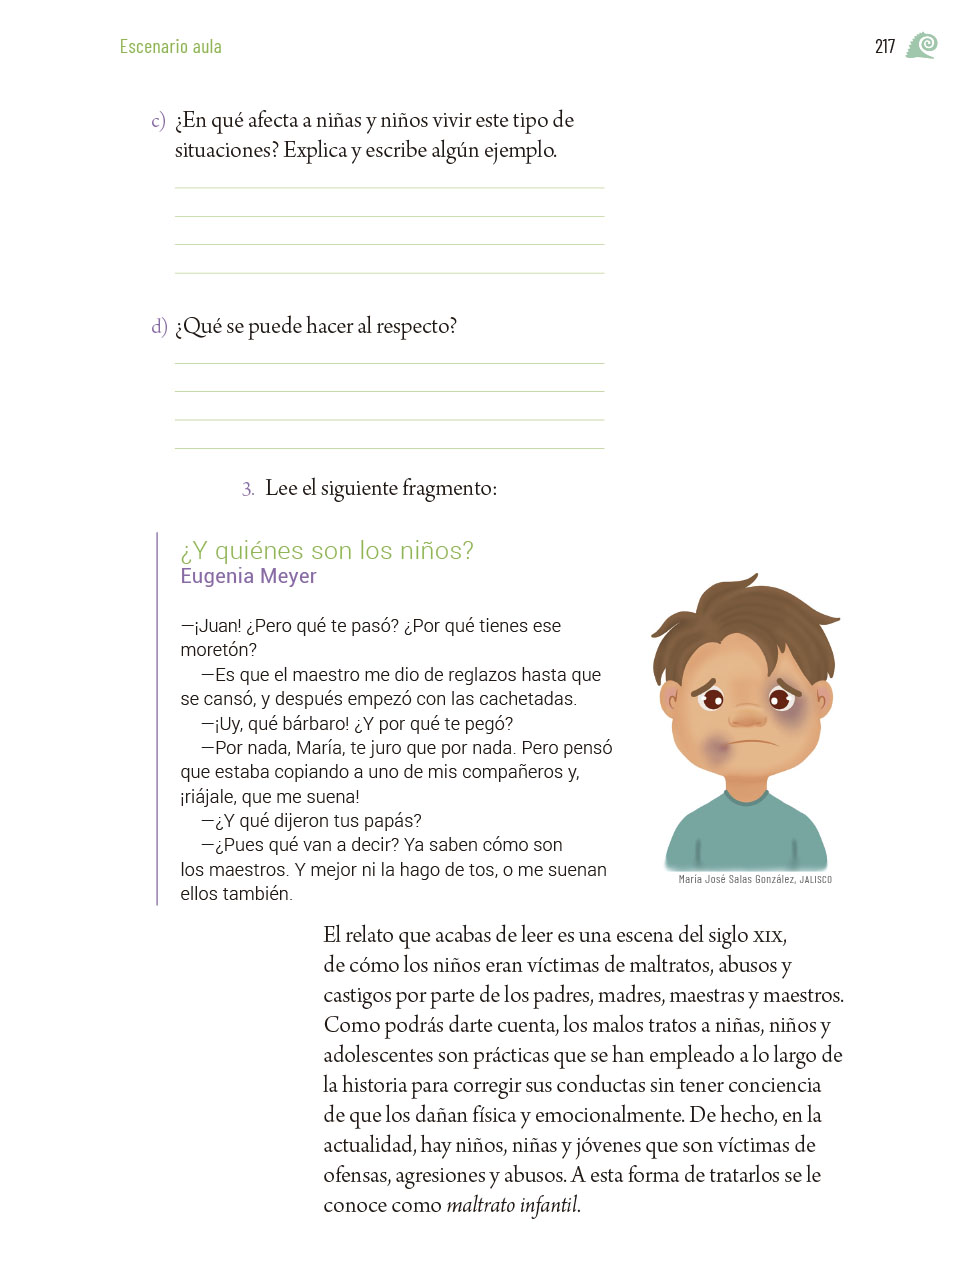 Escenario aula
217
c) ¿En qué afecta a niñas y niños vivir este tipo de
situaciones? Explica y escribe algún ejemplo.
d) ¿Qué se puede hacer al respecto?
3. Lee el siguiente fragmento:
¿Y quiénes son los niños?
Eugenia Meyer
—¡Juan! ¿Pero qué te pasó? ¿Por qué tienes ese
moretón?
—Es que el maestro me dio de reglazos hasta que
se cansó, y después empezó con las cachetadas.
—¡Uy, qué bárbaro! ¿Y por qué te pegó?
—Por nada, María, te juro que por nada. Pero pensó
que estaba copiando a uno de mis compañeros y,
¡riájale, que me suena!
—¿Y qué dijeron tus papás?
—¿Pues qué van a decir? Ya saben cómo son
los maestros. Y mejor ni la hago de tos, o me suenan
ellos también.
María José Salas González, JALISCO
El relato que acabas de leer es una escena del siglo XIX,
de cómo los niños eran víctimas de maltratos, abusos y
castigos por parte de los padres, madres, maestras y maestros.
Como podrás darte cuenta, los malos tratos a niñas, niños y
adolescentes son prácticas que se han empleado a lo largo de
la historia para corregir sus conductas sin tener conciencia
de que los dañan física y emocionalmente. De hecho, en la
actualidad, hay niños, niñas y jóvenes que son víctimas de
ofensas, agresiones y abusos. A esta forma de tratarlos se le
conoce como maltrato infantil.